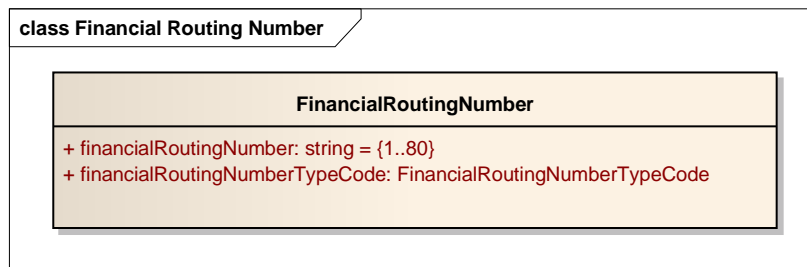 class Financial Routing Number
FinancialRoutingNumber
+ financialRoutingNumber: string = {1..80}
+ financialRoutingNumberTypeCode: FinancialRoutingNumberTypeCode